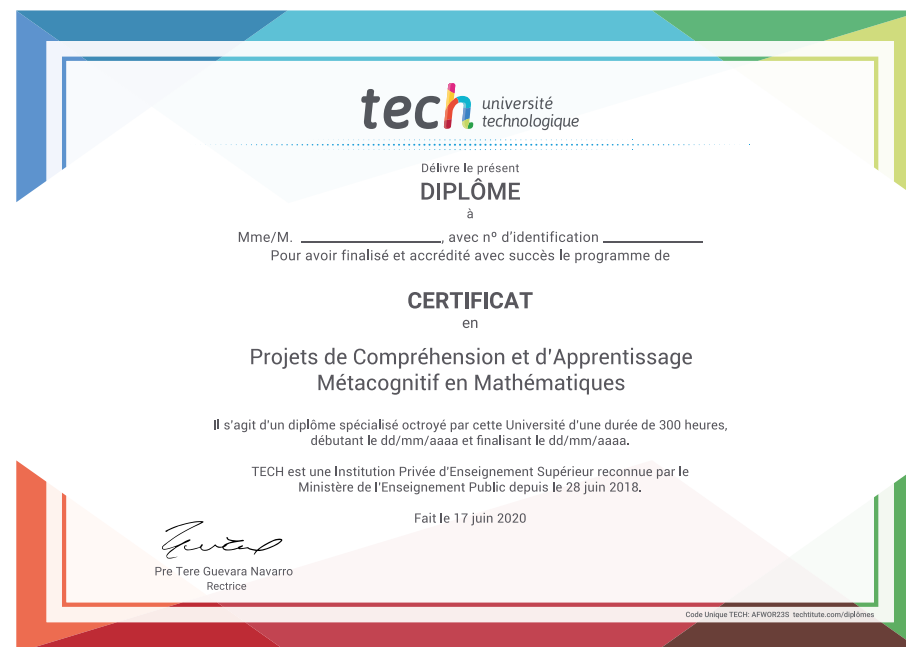 tech université
technologique
Délivre le présent
DIPLÔME
à
Mme/M. ____________________, avec nº d'identification ______________
Pour avoir finalisé et accrédité avec succès le programme de
CERTIFICAT
en
Projets de Compréhension et d'Apprentissage
Métacognitif en Mathématiques
Il s'agit d'un diplôme spécialisé octroyé par cette Université d'une durée de 300 heures,
débutant le dd/mm/aaaa et finalisant le dd/mm/aaaa.
TECH est une Institution Privée d'Enseignement Supérieur reconnue par le
Ministère de l'Enseignement Public depuis le 28 juin 2018.
Fait le 17 juin 2020
Pre Tere Guevara Navarro
Rectrice
Code Unique TECH: AFWOR23S techtitute.com/diplômes